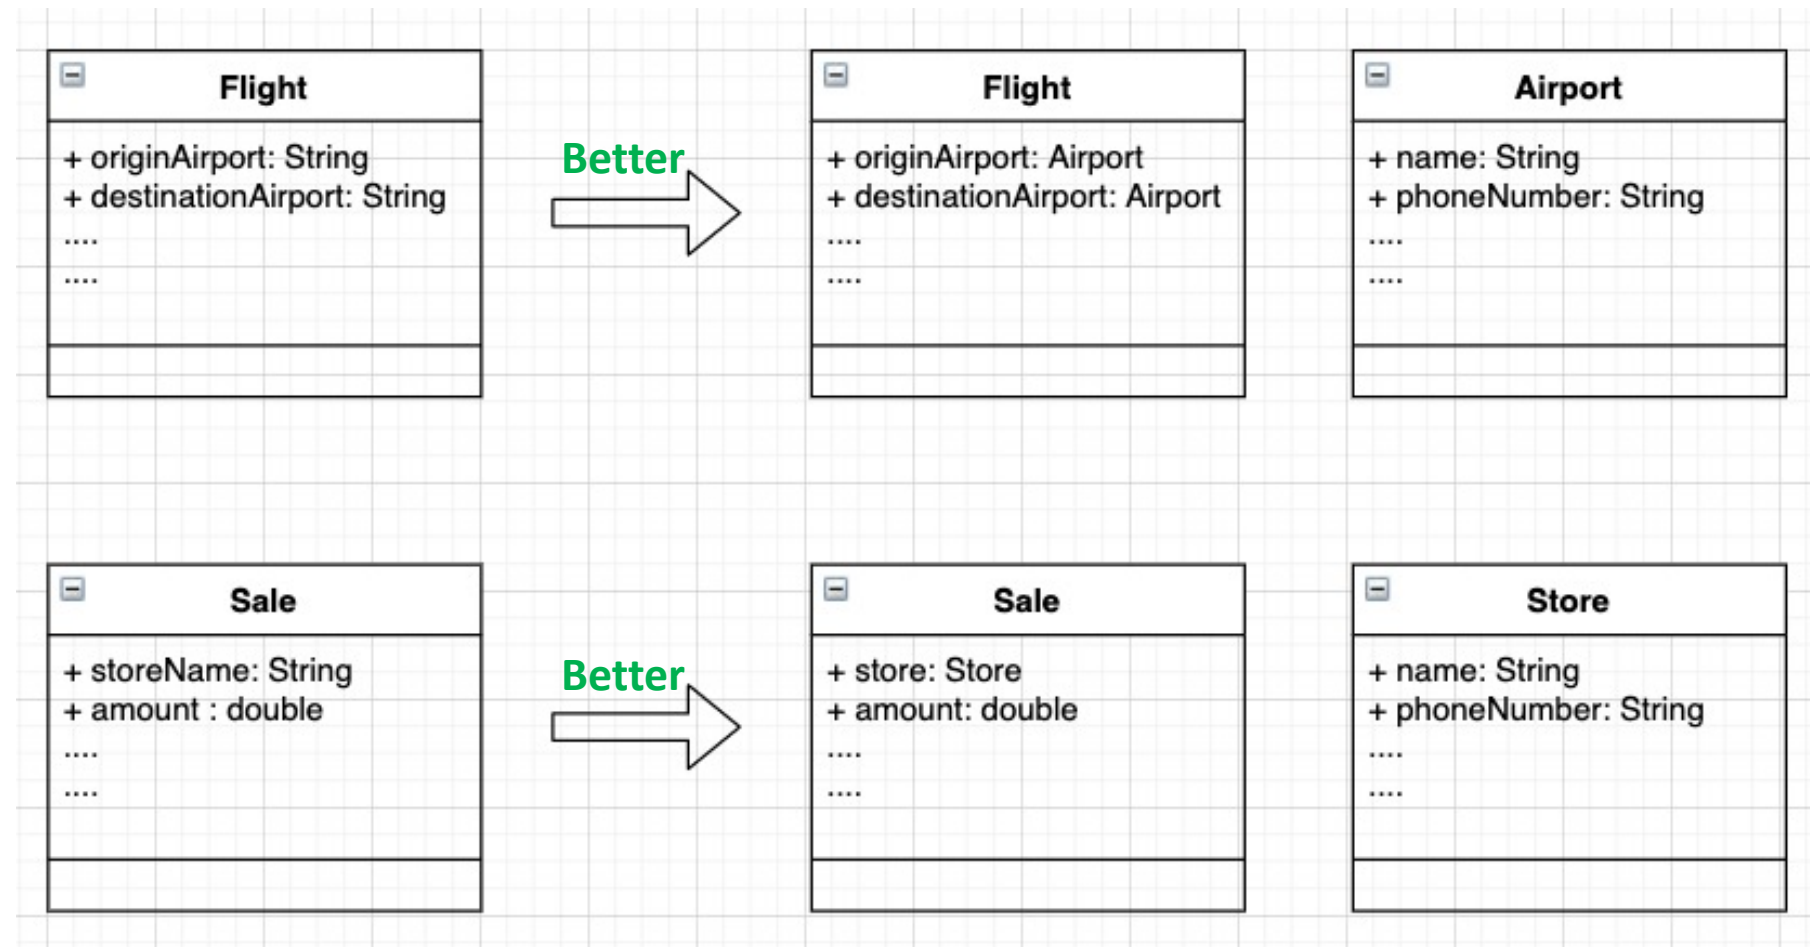 Flight
+ originAirport: String
+ destinationAirport: String
....
....
Better
Flight
+ originAirport: Airport
+ destinationAirport: Airport
....
....
Airport
+ name: String
+ phoneNumber: String
....
....
Sale
+ storeName: String
+ amount : double
....
....
Better
Sale
+ store: Store
+ amount: double
....
....
Store
+ name: String
+ phoneNumber: String
....
....